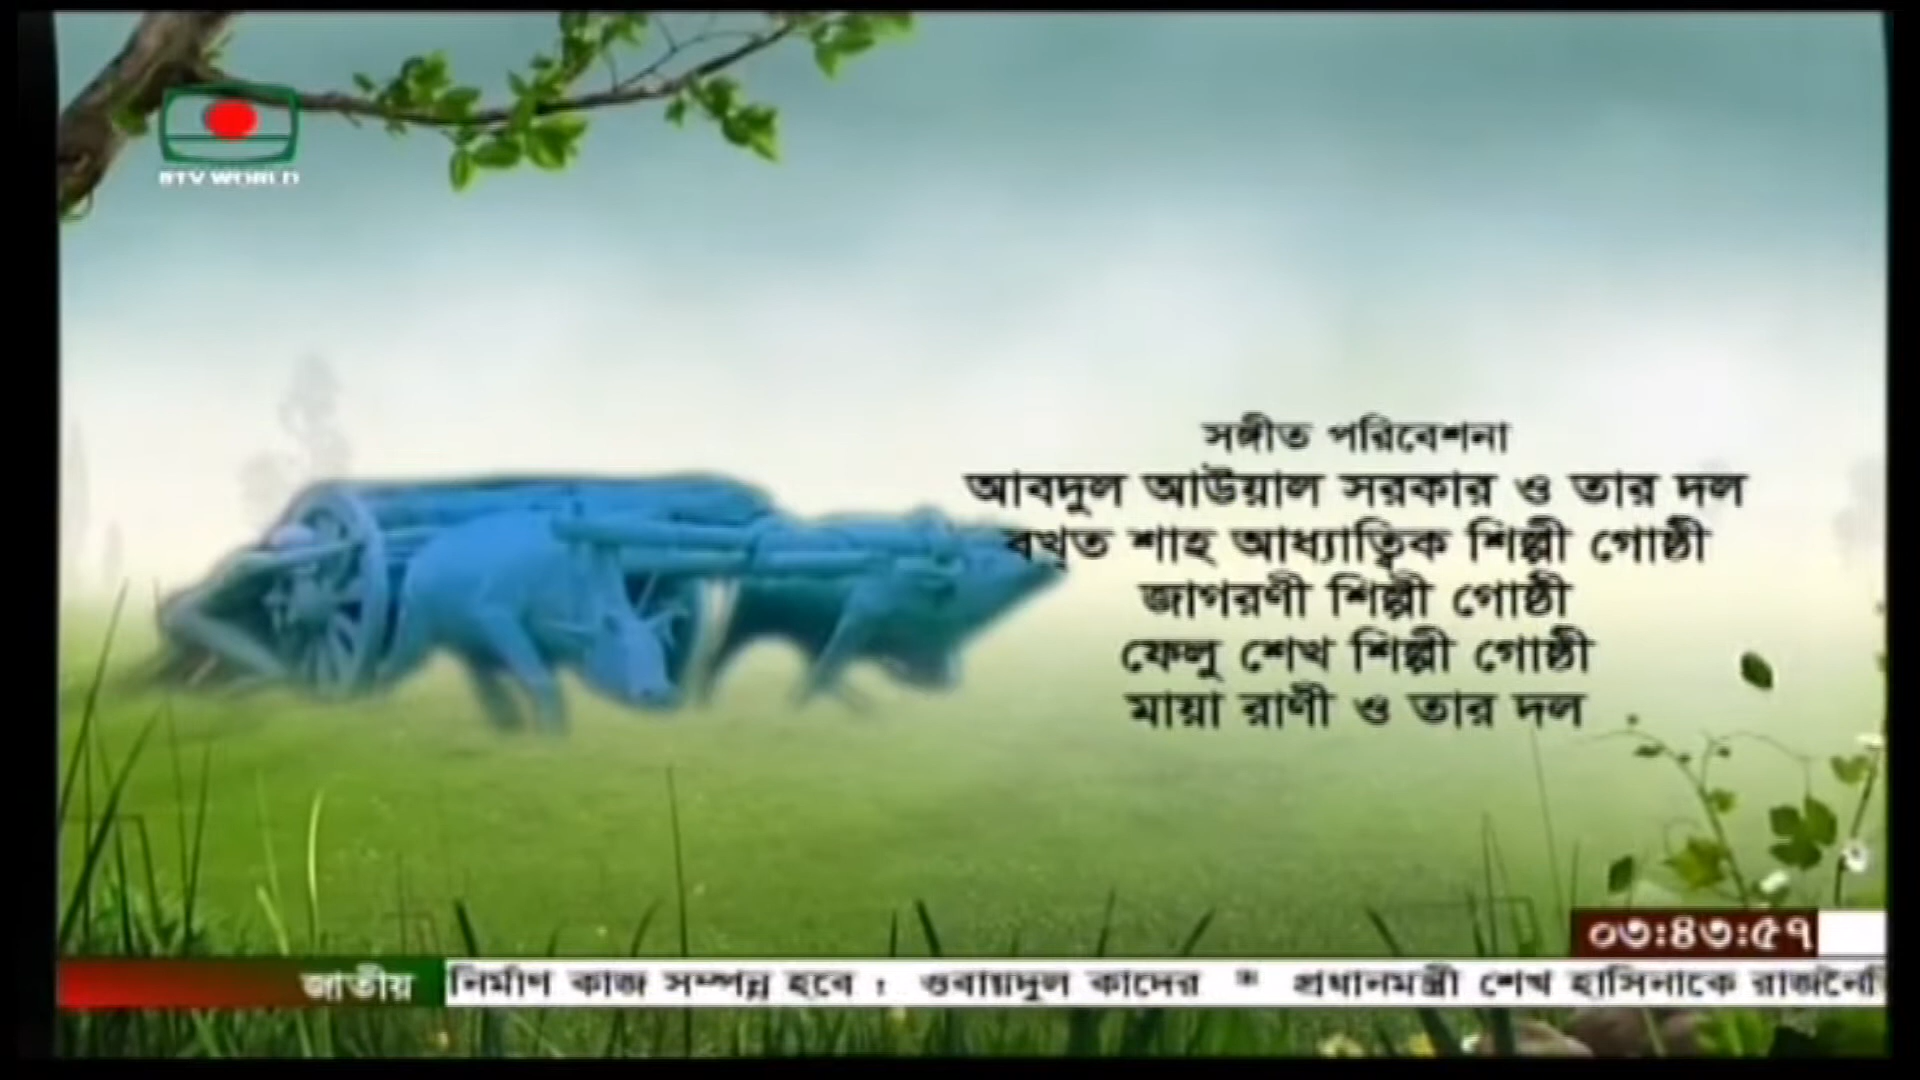 BTV WORLD
সঙ্গীত পরিবেশনা
আবদুল আউয়াল সরকার ও তার দল
বখুত শাহ আধ্যাত্বিক শিল্পী গোষ্ঠী
জাগরণী শিল্পী গোষ্ঠী
ফেলু শেখ শিল্পী গোষ্ঠী
মায়া রাণী ও তার দল
০৩:৪৩:৫৭
জাতীয় নির্মাণ কাজ সম্পন্ন হবে : ওবায়দুল কাদের * প্রধানমন্ত্রী শেখ হাসিনাকে